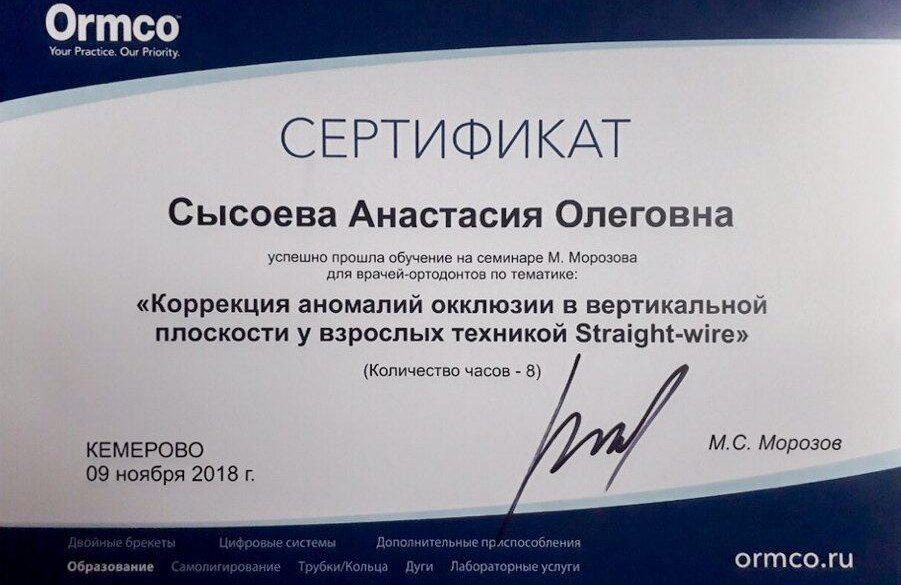 Ormco
Your Practice. Our Priority.
СЕРТИФИКАТ
Сысоева Анастасия Олеговна
успешно прошла обучение на семинаре М. Морозова
для врачей-ортодонтов по тематике:
«Коррекция аномалий окклюзии в вертикальной
плоскости у взрослых техникой Straight-wire»
(Количество часов - 8)
КЕМЕРОВО
09 ноября 2018 г.
М.С. Морозов
Двойные брекеты Цифровые системы Дополнительные приспособления
Образование Самолигирование Трубки/Кольца Дуги Лабораторные услуги
ormco.ru